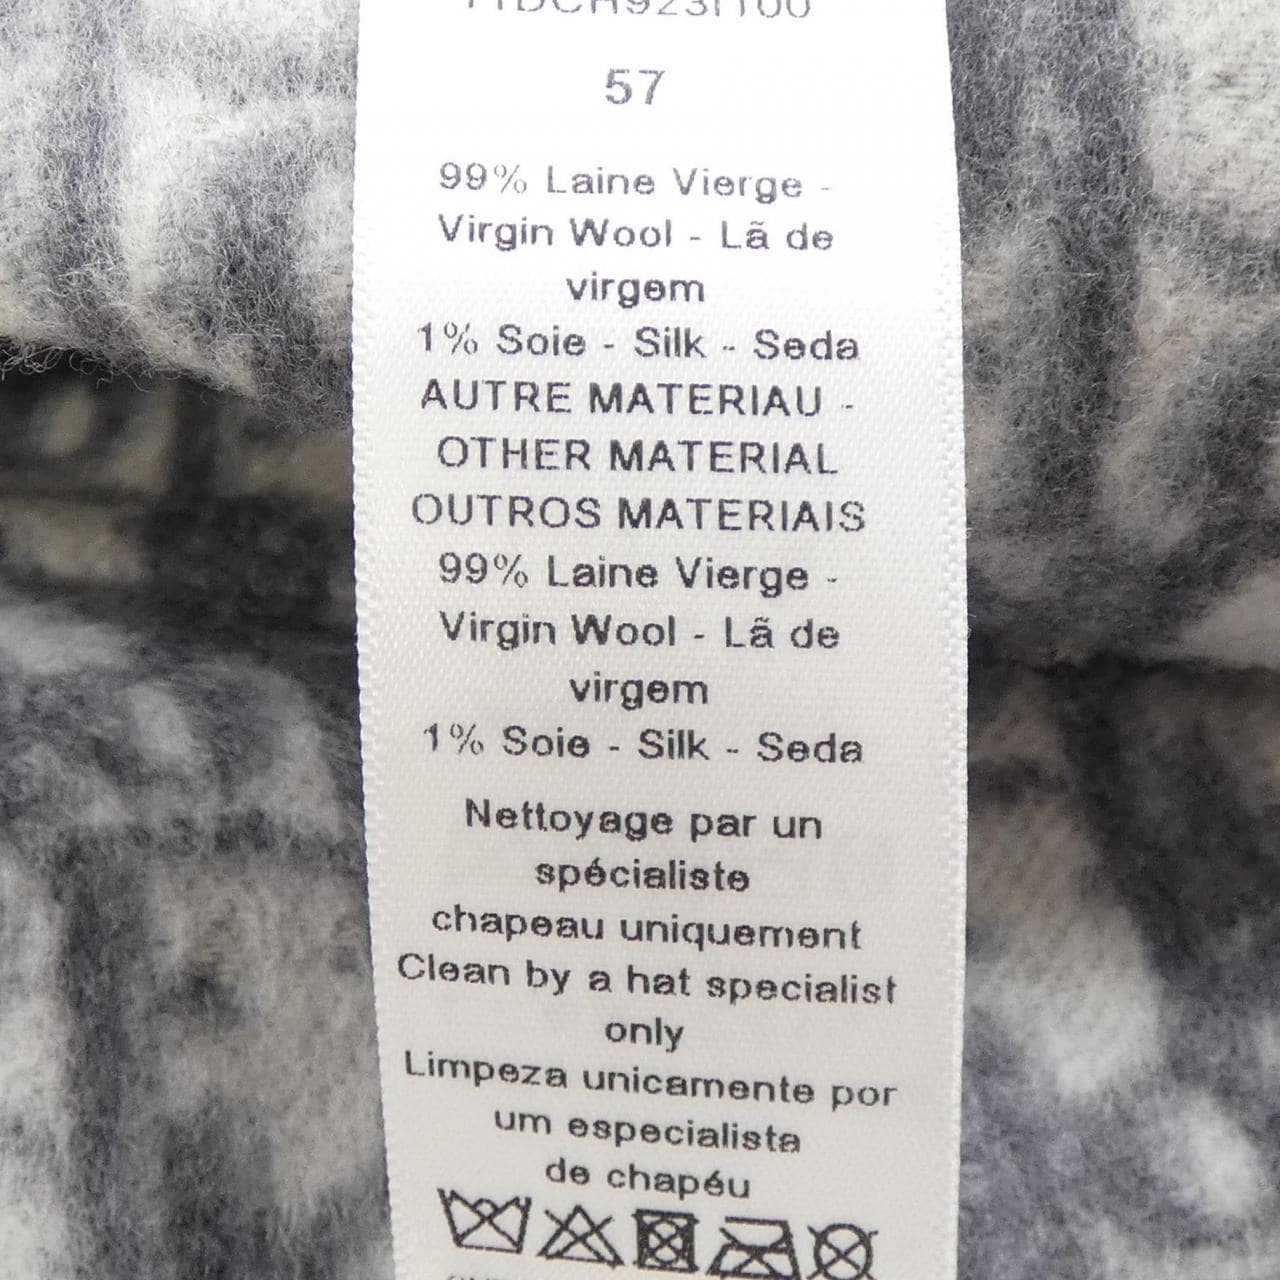 57
99% Laine Vierge -
Virgin Wool - Lã de
virgem
1% Soie - Silk - Seda
AUTRE MATERIAU -
OTHER MATERIAL
OUTROS MATERIAIS
99% Laine Vierge -
Virgin Wool - Lã de
virgem
1% Soie - Silk - Seda
Nettoyage par un
spécialiste
chapeau uniquement
Clean by a hat specialist
only
Limpeza unicamente por
um especialista
de chapéu